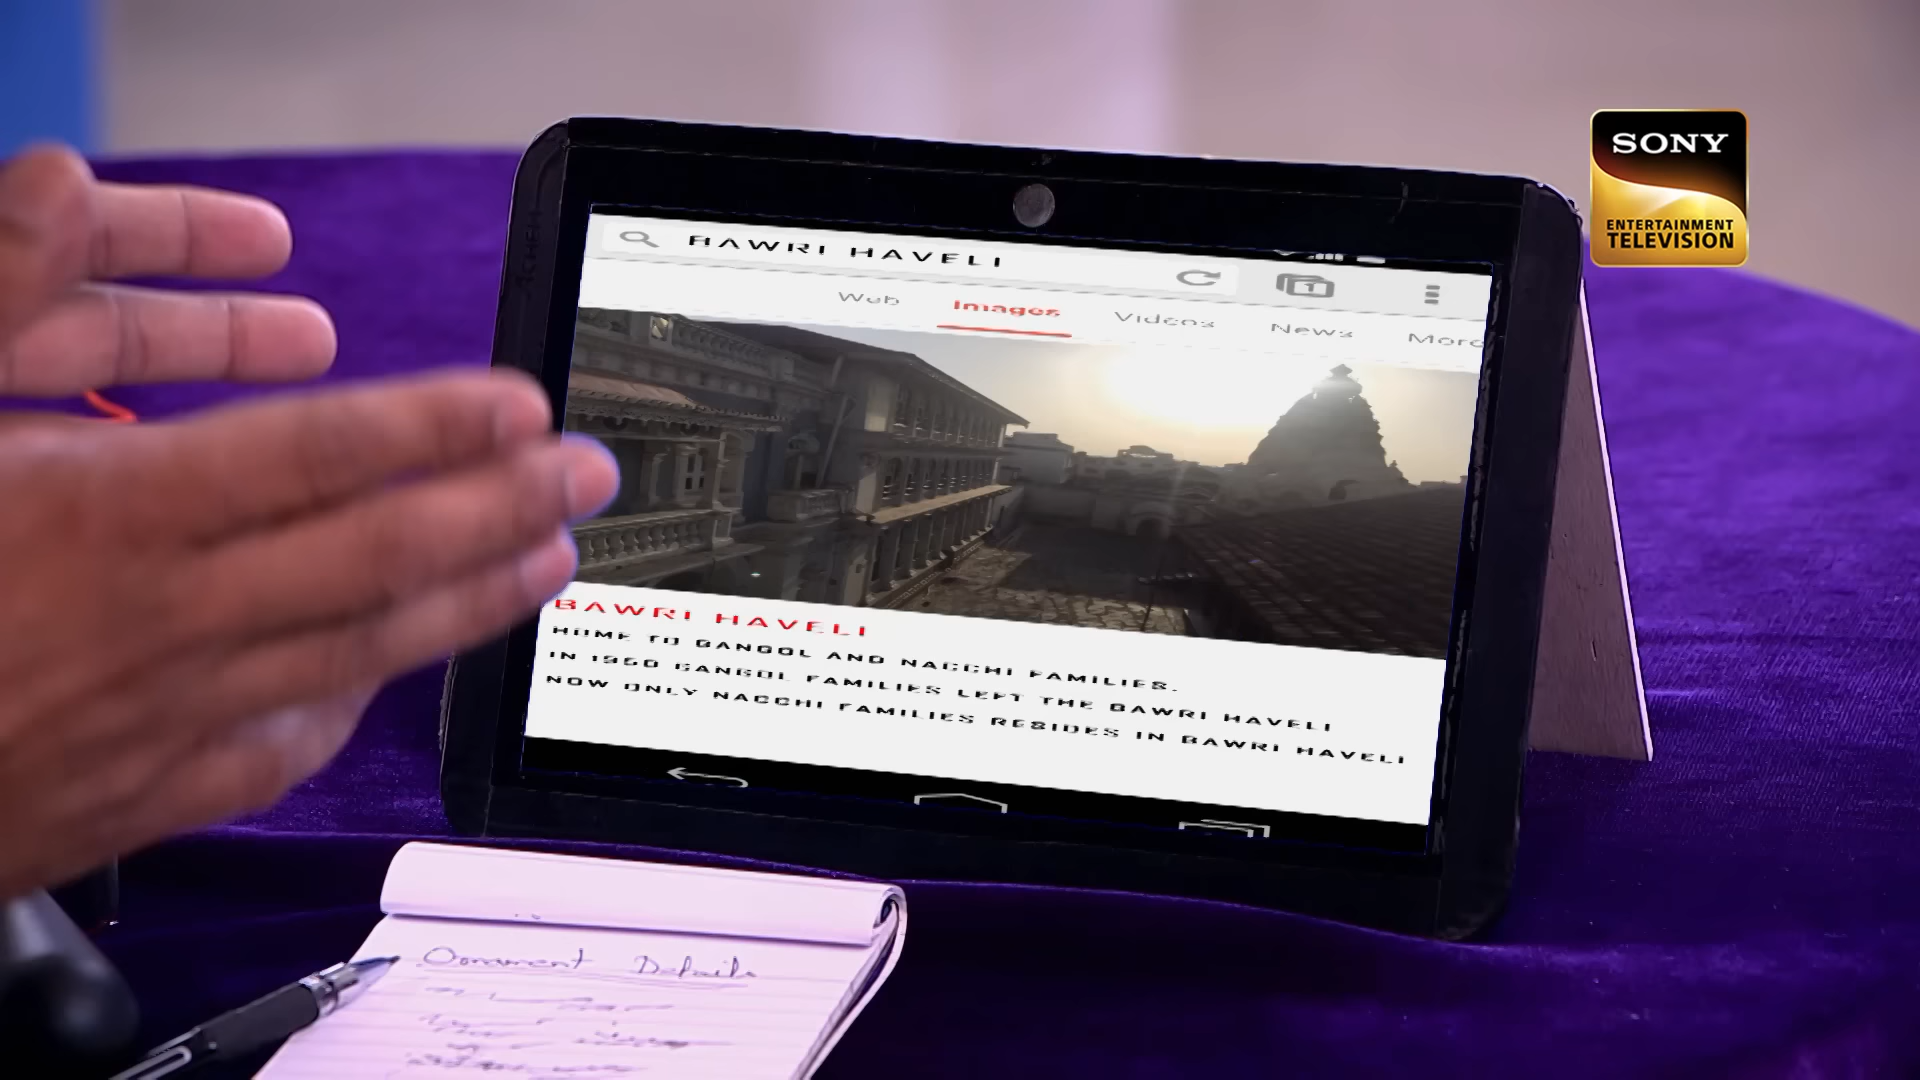 SONY
ENTERTAINMENT
TELEVISION
BAWRI HAVELI
1
Web Images Videos News More
BAWRI HAVELI
HOME TO GANGOL AND NACCHI FAMILIES.
IN 1950 GANGOL FAMILIES LEFT THE BAWRI HAVELI
NOW ONLY NACCHI FAMILIES RESIDES IN BAWRI HAVELI
Details